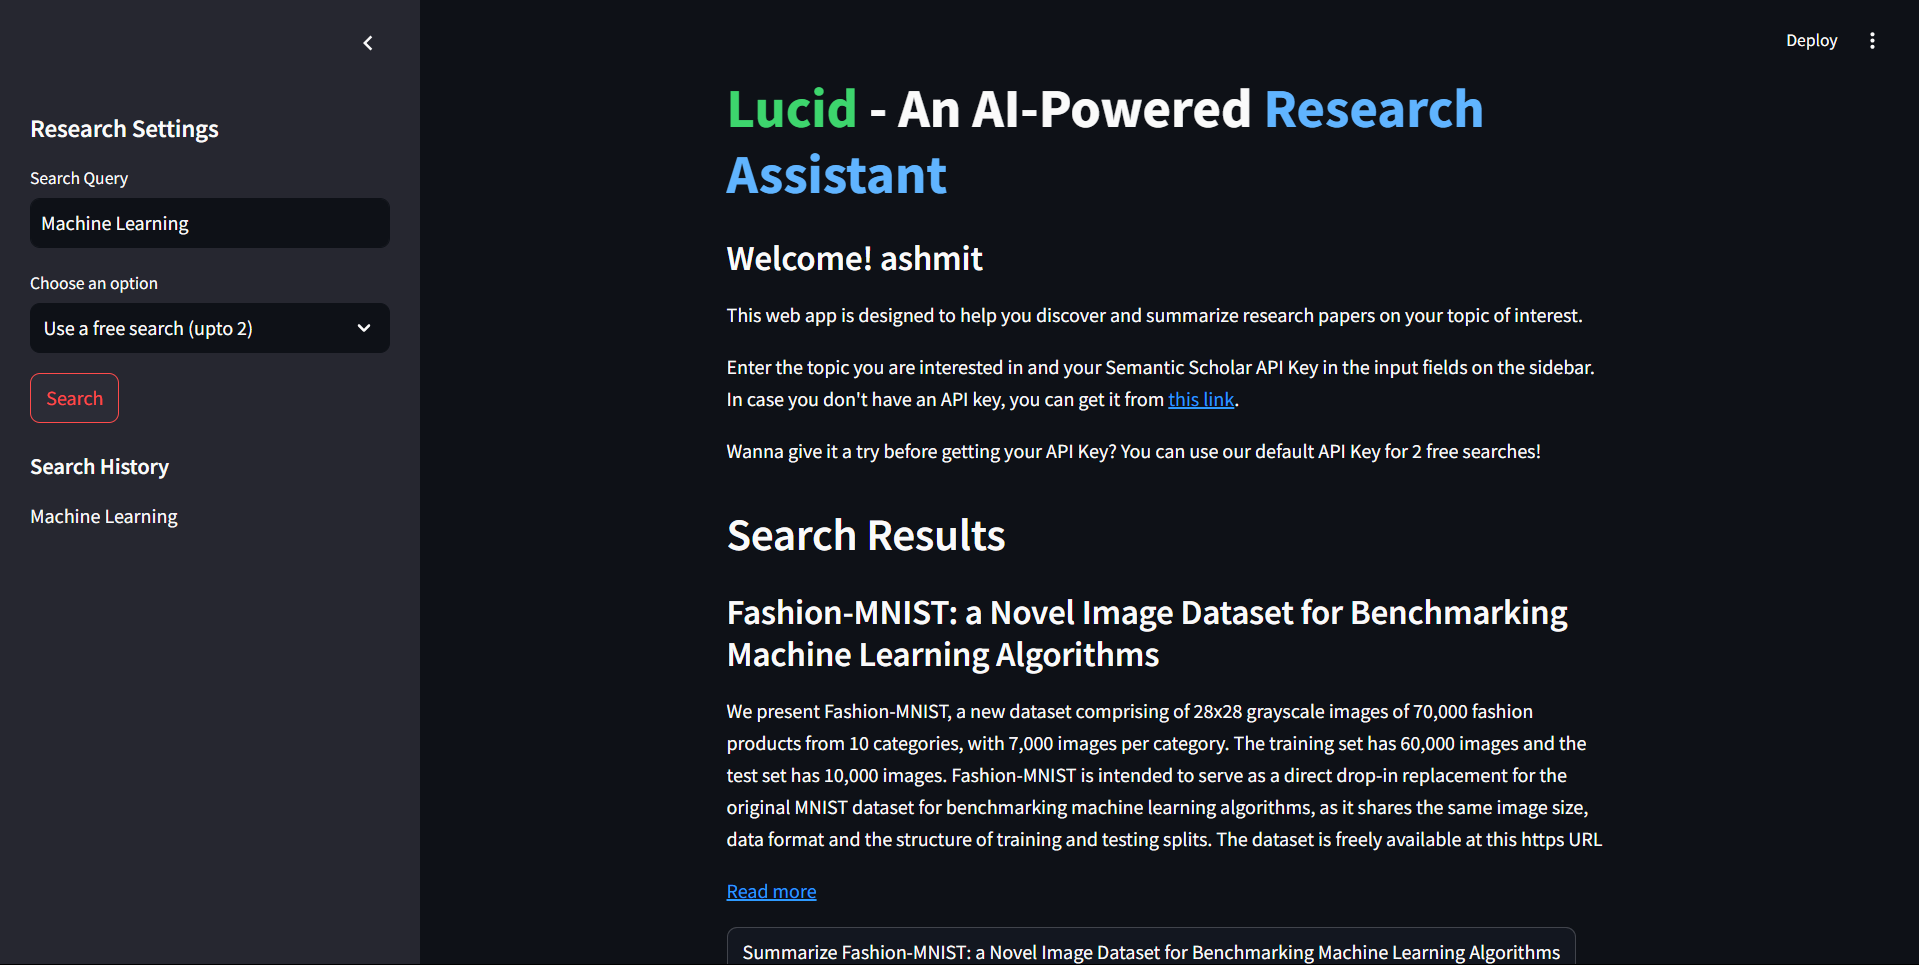 Research Settings
Search Query
Machine Learning
Choose an option
Use a free search (upto 2)
Search
Search History
Machine Learning
Deploy
Lucid - An AI-Powered Research
Assistant
Welcome! ashmit
This web app is designed to help you discover and summarize research papers on your topic of interest.
Enter the topic you are interested in and your Semantic Scholar API Key in the input fields on the sidebar.
In case you don't have an API key, you can get it from this link.
Wanna give it a try before getting your API Key? You can use our default API Key for 2 free searches!
Search Results
Fashion-MNIST: a Novel Image Dataset for Benchmarking
Machine Learning Algorithms
We present Fashion-MNIST, a new dataset comprising of 28x28 grayscale images of 70,000 fashion
products from 10 categories, with 7,000 images per category. The training set has 60,000 images and the
test set has 10,000 images. Fashion-MNIST is intended to serve as a direct drop-in replacement for the
original MNIST dataset for benchmarking machine learning algorithms, as it shares the same image size,
data format and the structure of training and testing splits. The dataset is freely available at this https URL
Read more
Summarize Fashion-MNIST: a Novel Image Dataset for Benchmarking Machine Learning Algorithms